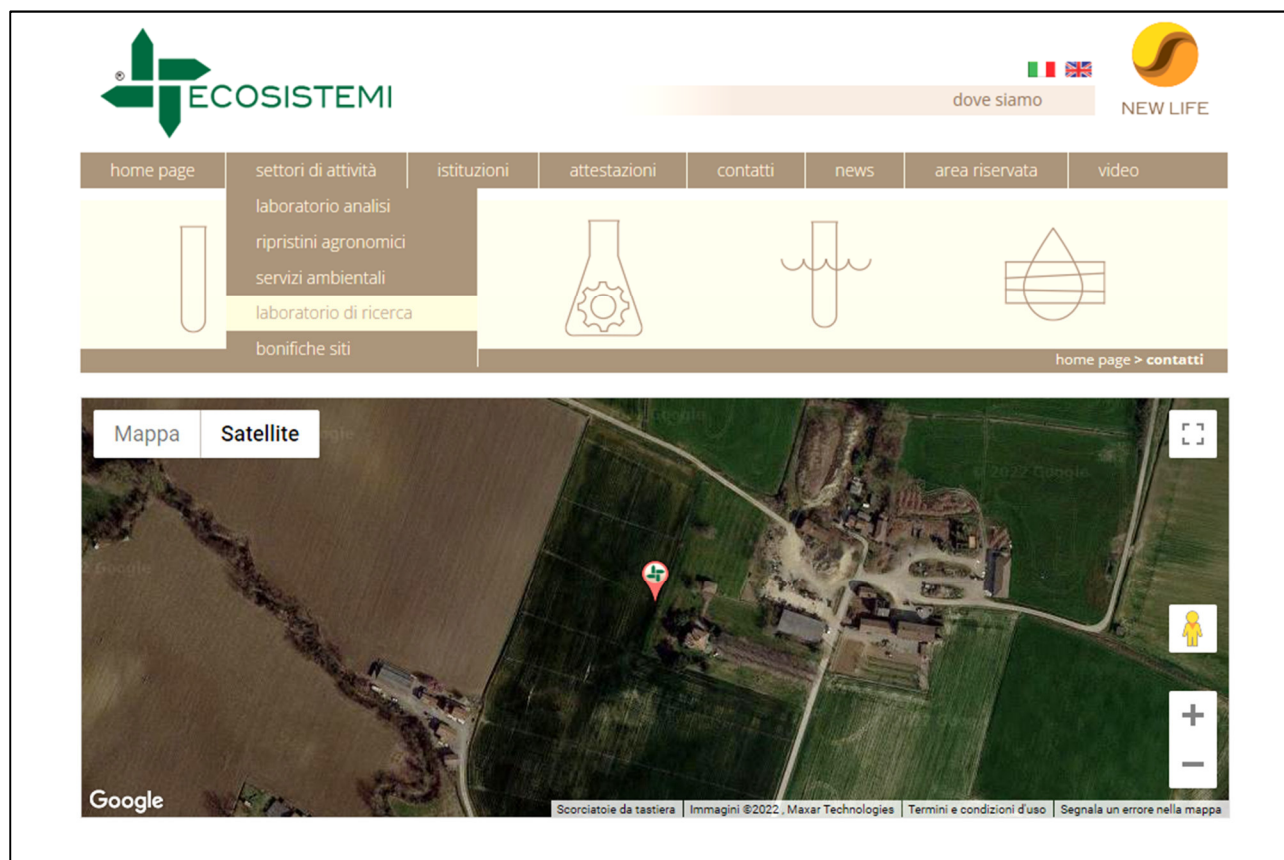 ® ECOSISTEMI
dove siamo
NEW LIFE
home page settori di attività istituzioni attestazioni contatti news area riservata video
laboratorio analisi
ripristini agronomici
servizi ambientali
laboratorio di ricerca
bonifiche siti
home page > contatti
Mappa Satellite
© 2022 Google
Google
Scorciatoie da tastiera Immagini ©2022 , Maxar Technologies Termini e condizioni d'uso Segnala un errore nella mappa